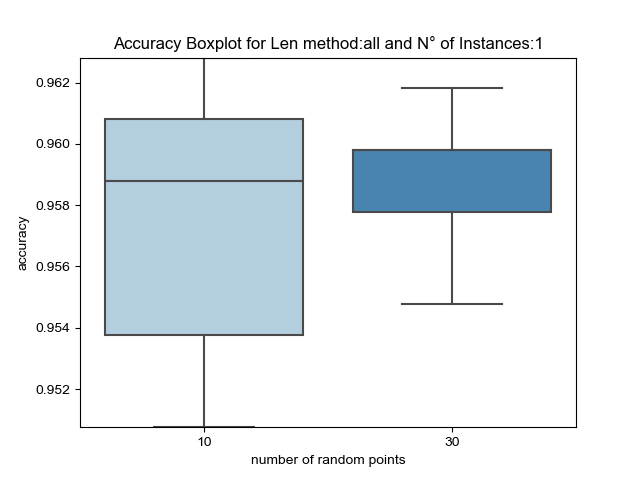 Accuracy Boxplot for Len method:all and N° of Instances:1
0.962
0.960
0.958
0.956
0.954
0.952
accuracy
10 30
number of random points